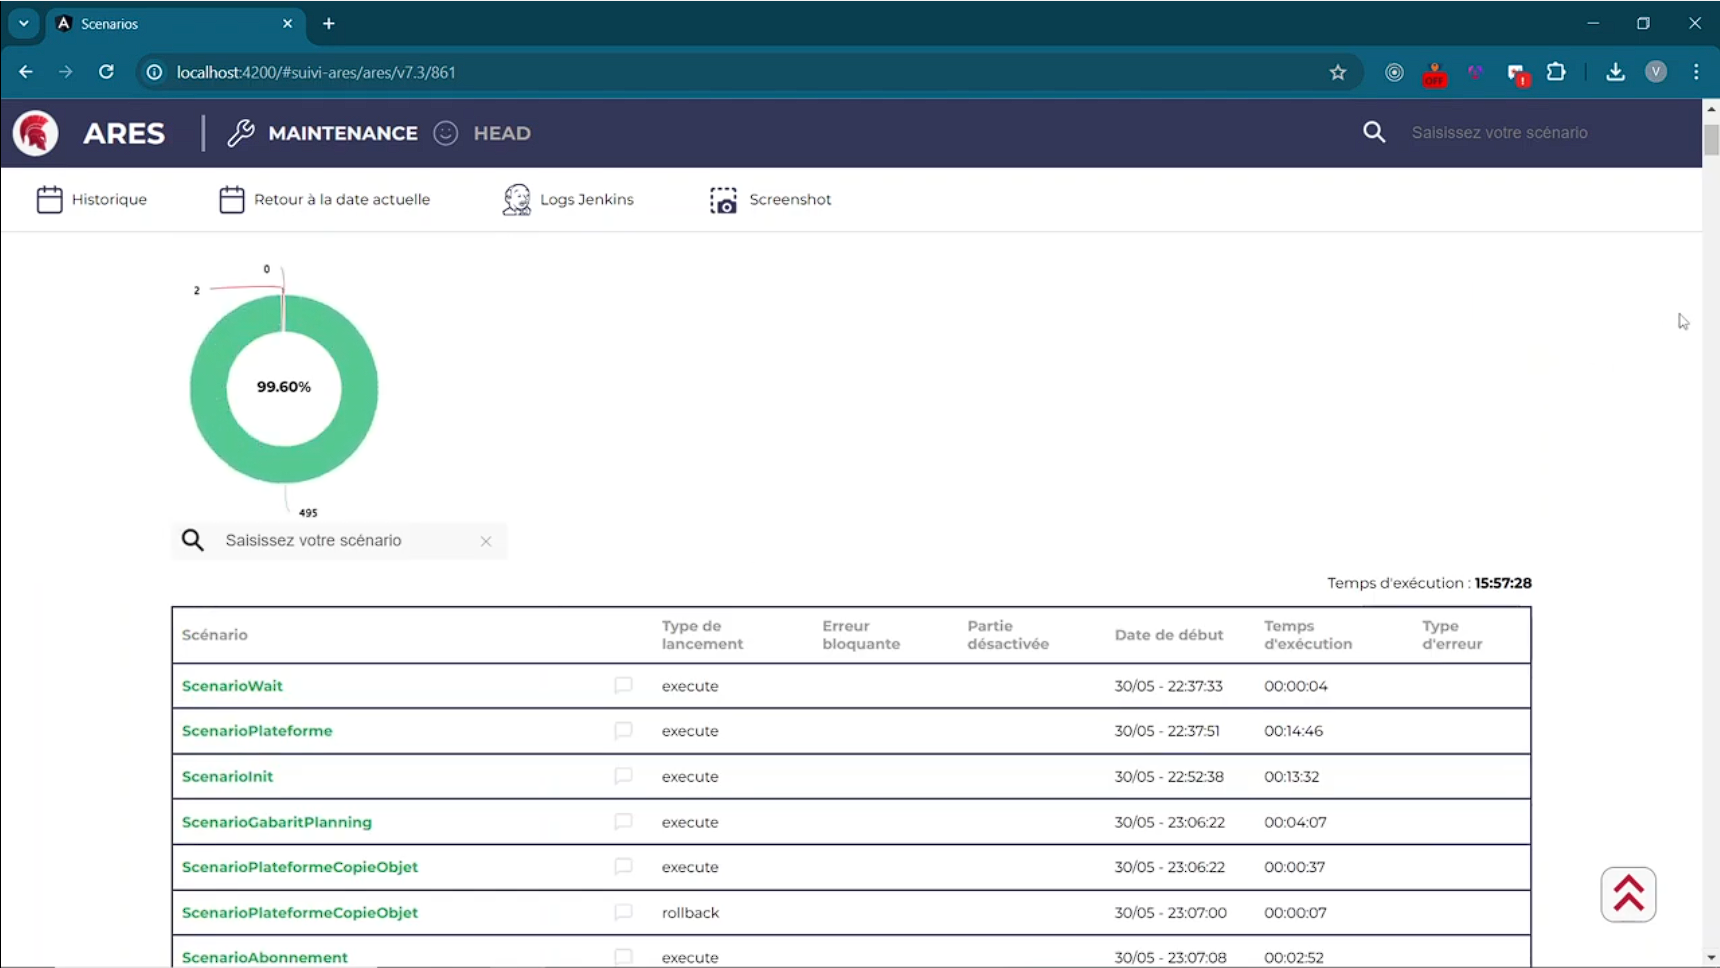 Scenarios
localhost:4200/#suivi-ares/ares/v7.3/861
OFF
V
ARES
MAINTENANCE
HEAD
Saisissez votre scénario
Historique
Retour à la date actuelle
Logs Jenkins
Screenshot
0
2
99.60%
495
Saisissez votre scénario
Temps d'exécution : 15:57:28
Scénario Type de lancement Erreur bloquante Partie désactivée Date de début Temps d'exécution Type d'erreur
ScenarioWait execute 30/05 - 22:37:33 00:00:04
ScenarioPlateforme execute 30/05 - 22:37:51 00:14:46
ScenarioInit execute 30/05 - 22:52:38 00:13:32
ScenarioGabaritPlanning execute 30/05 - 23:06:22 00:04:07
ScenarioPlateformeCopieObjet execute 30/05 - 23:06:22 00:00:37
ScenarioPlateformeCopieObjet rollback 30/05 - 23:07:00 00:00:07
ScenarioAbonnement execute 30/05 - 23:07:08 00:02:52